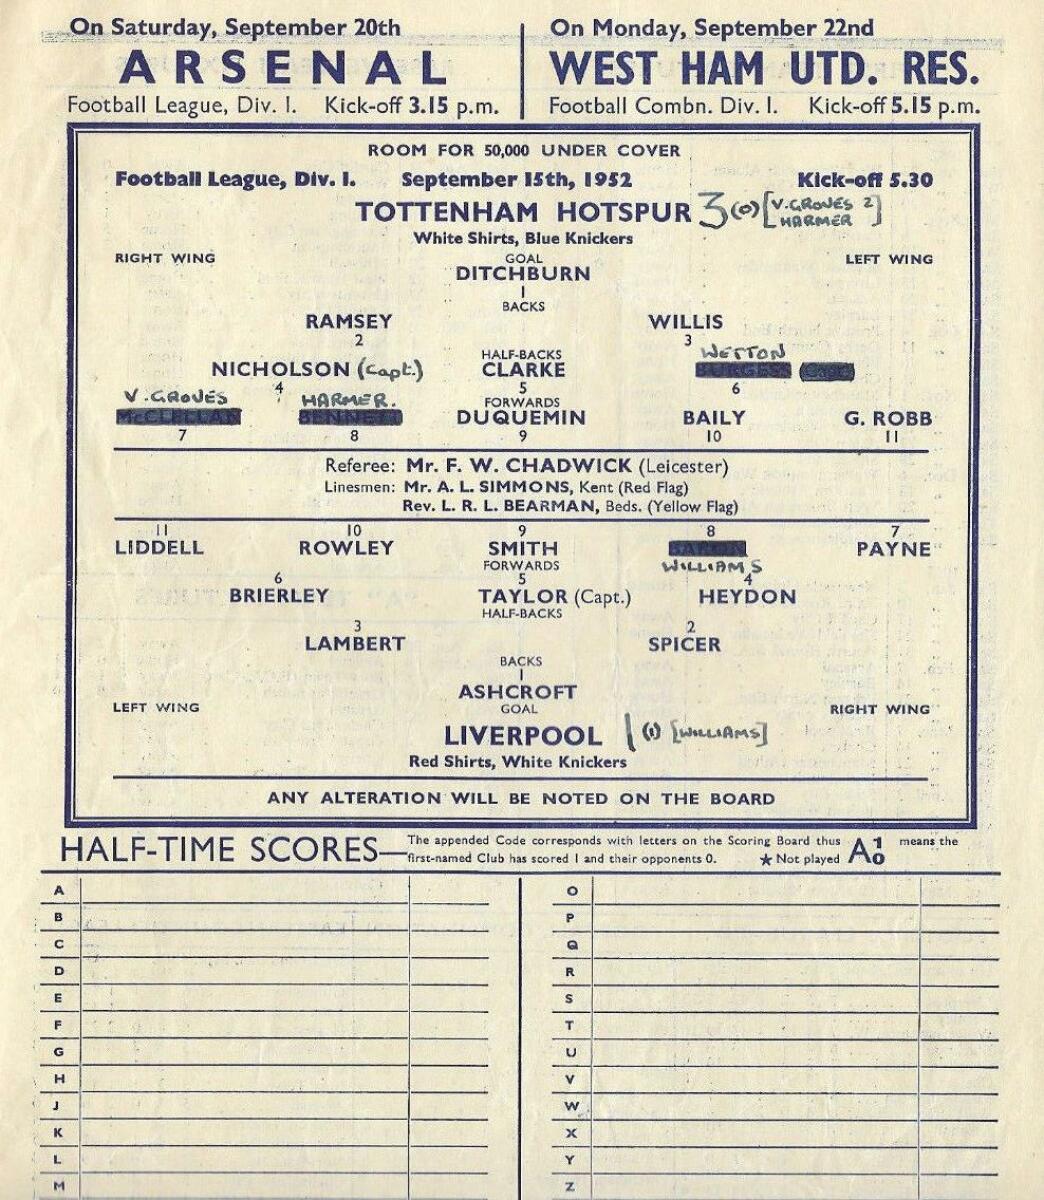 On Saturday, September 20th
ARSENAL
Football League, Div. I. Kick-off 3.15 p.m.
On Monday, September 22nd
WEST HAM UTD. RES.
Football Combn. Div. I. Kick-off 5.15 p.m.
ROOM FOR 50,000 UNDER COVER
Football League, Div. I. September 15th, 1952 Kick-off 5.30
TOTTENHAM HOTSPUR 3 (0) [V. GROVES 2
HARMER]
White Shirts, Blue Knickers
RIGHT WING GOAL LEFT WING
DITCHBURN
1
BACKS
RAMSEY WILLIS
2 3
WETTON
HALF-BACKS
NICHOLSON (Capt.) CLARKE BURGESS (Capt.)
4 5 6
V. GROVES HARMER. FORWARDS
McCLELLAN BENNETT DUQUEMIN BAILY G. ROBB
7 8 9 10 11
Referee: Mr. F. W. CHADWICK (Leicester)
Linesmen: Mr. A. L. SIMMONS, Kent (Red Flag)
Rev. L. R. L. BEARMAN, Beds. (Yellow Flag)
11 10 9 8 7
LIDDELL ROWLEY SMITH BARON PAYNE
FORWARDS WILLIAMS
6 5 4
BRIERLEY TAYLOR (Capt.) HEYDON
HALF-BACKS
3 2
LAMBERT SPICER
BACKS
1
ASHCROFT
LEFT WING GOAL RIGHT WING
LIVERPOOL 1 (1) [WILLIAMS]
Red Shirts, White Knickers
ANY ALTERATION WILL BE NOTED ON THE BOARD
HALF-TIME SCORES—
The appended Code corresponds with letters on the Scoring Board thus A 1 0 means the
first-named Club has scored 1 and their opponents 0. ★ Not played
A
B
C
D
E
F
G
H
J
K
L
M
O
P
Q
R
S
T
U
V
W
X
Y
Z